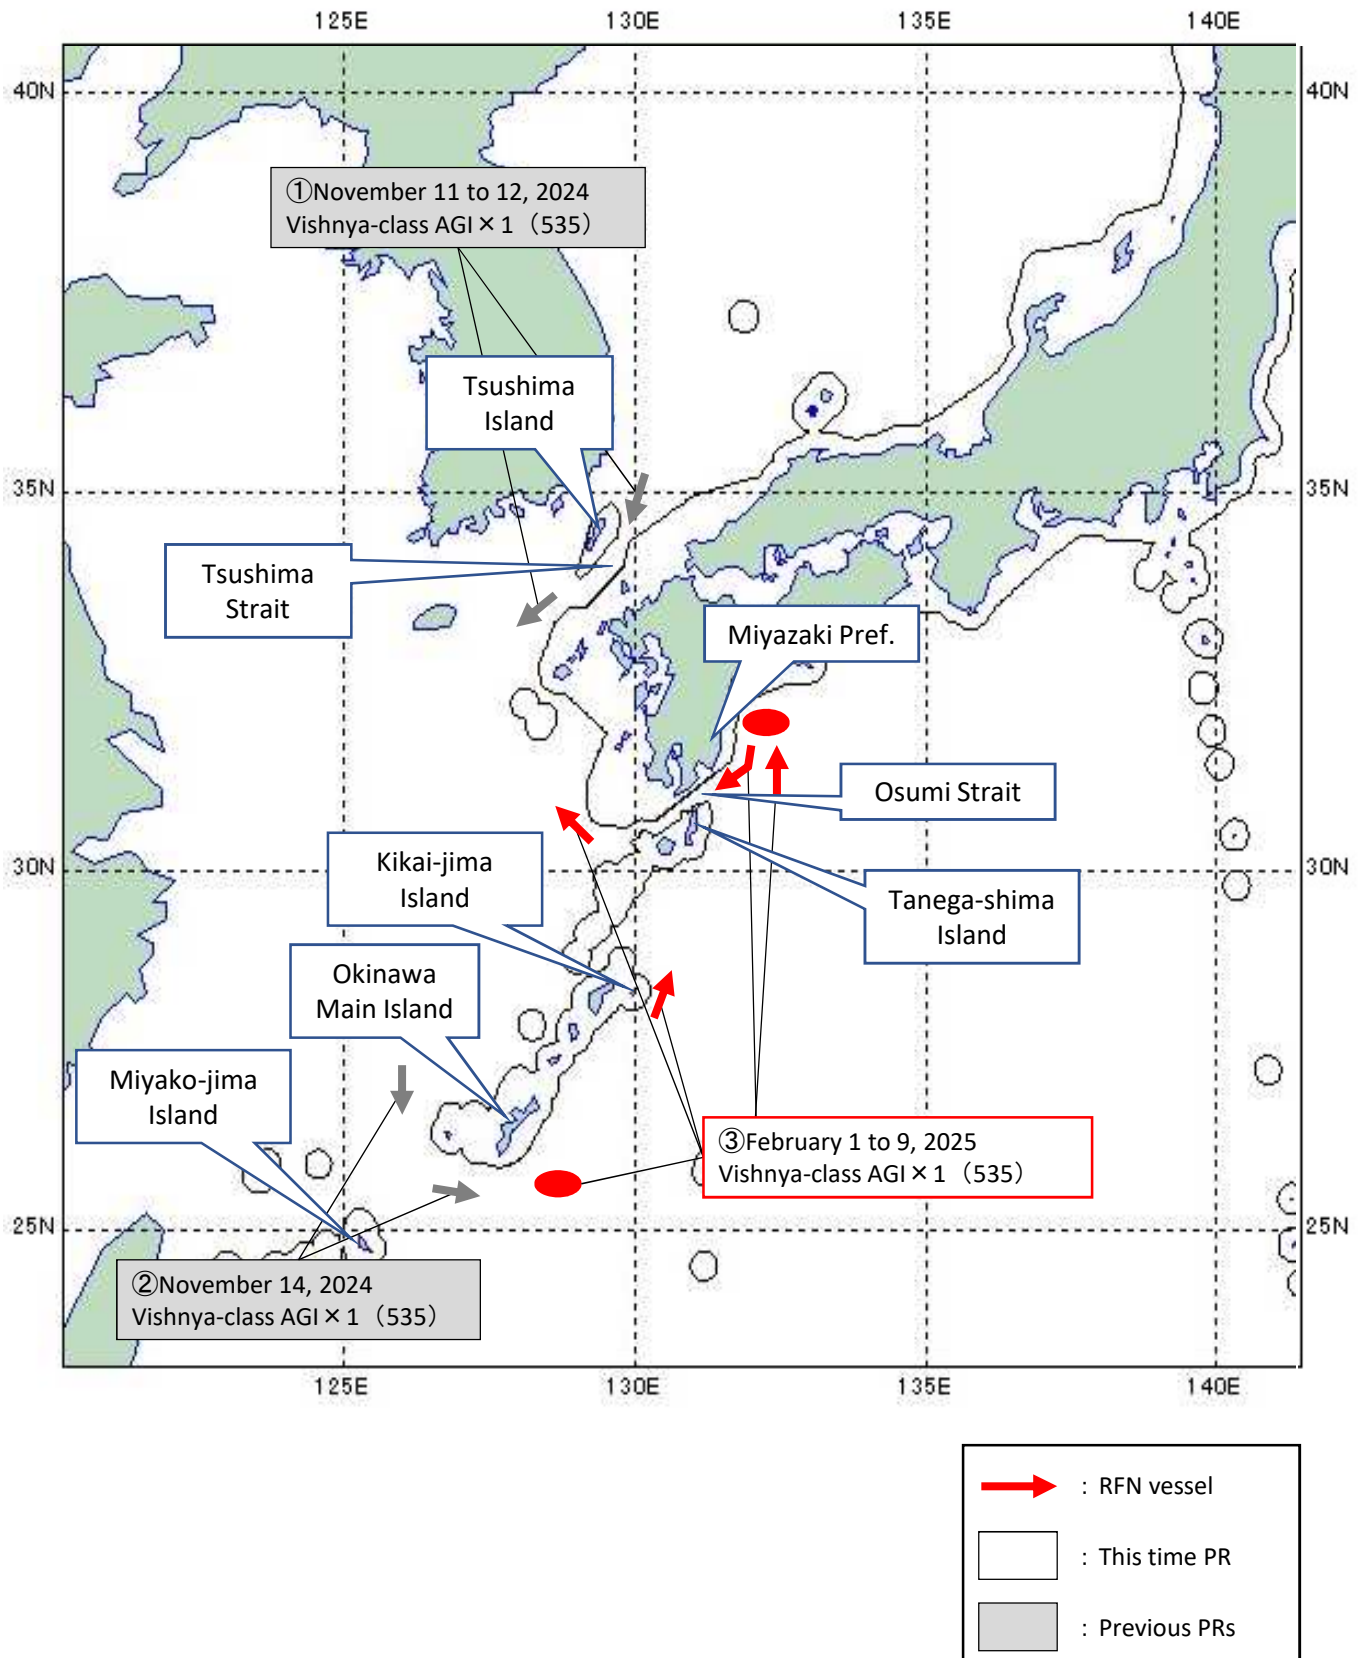 125E 130E 135E 140E
40N 40N
①November 11 to 12, 2024
Vishnya-class AGI×1（535）
Tsushima
Island
35N 35N
Tsushima
Strait
Miyazaki Pref.
Osumi Strait
Kikai-jima
Island
30N 30N
Tanega-shima
Island
Okinawa
Main Island
Miyako-jima
Island
③February 1 to 9, 2025
Vishnya-class AGI×1（535）
25N 25N
②November 14, 2024
Vishnya-class AGI×1（535）
125E 130E 135E 140E
: RFN vessel
: This time PR
: Previous PRs